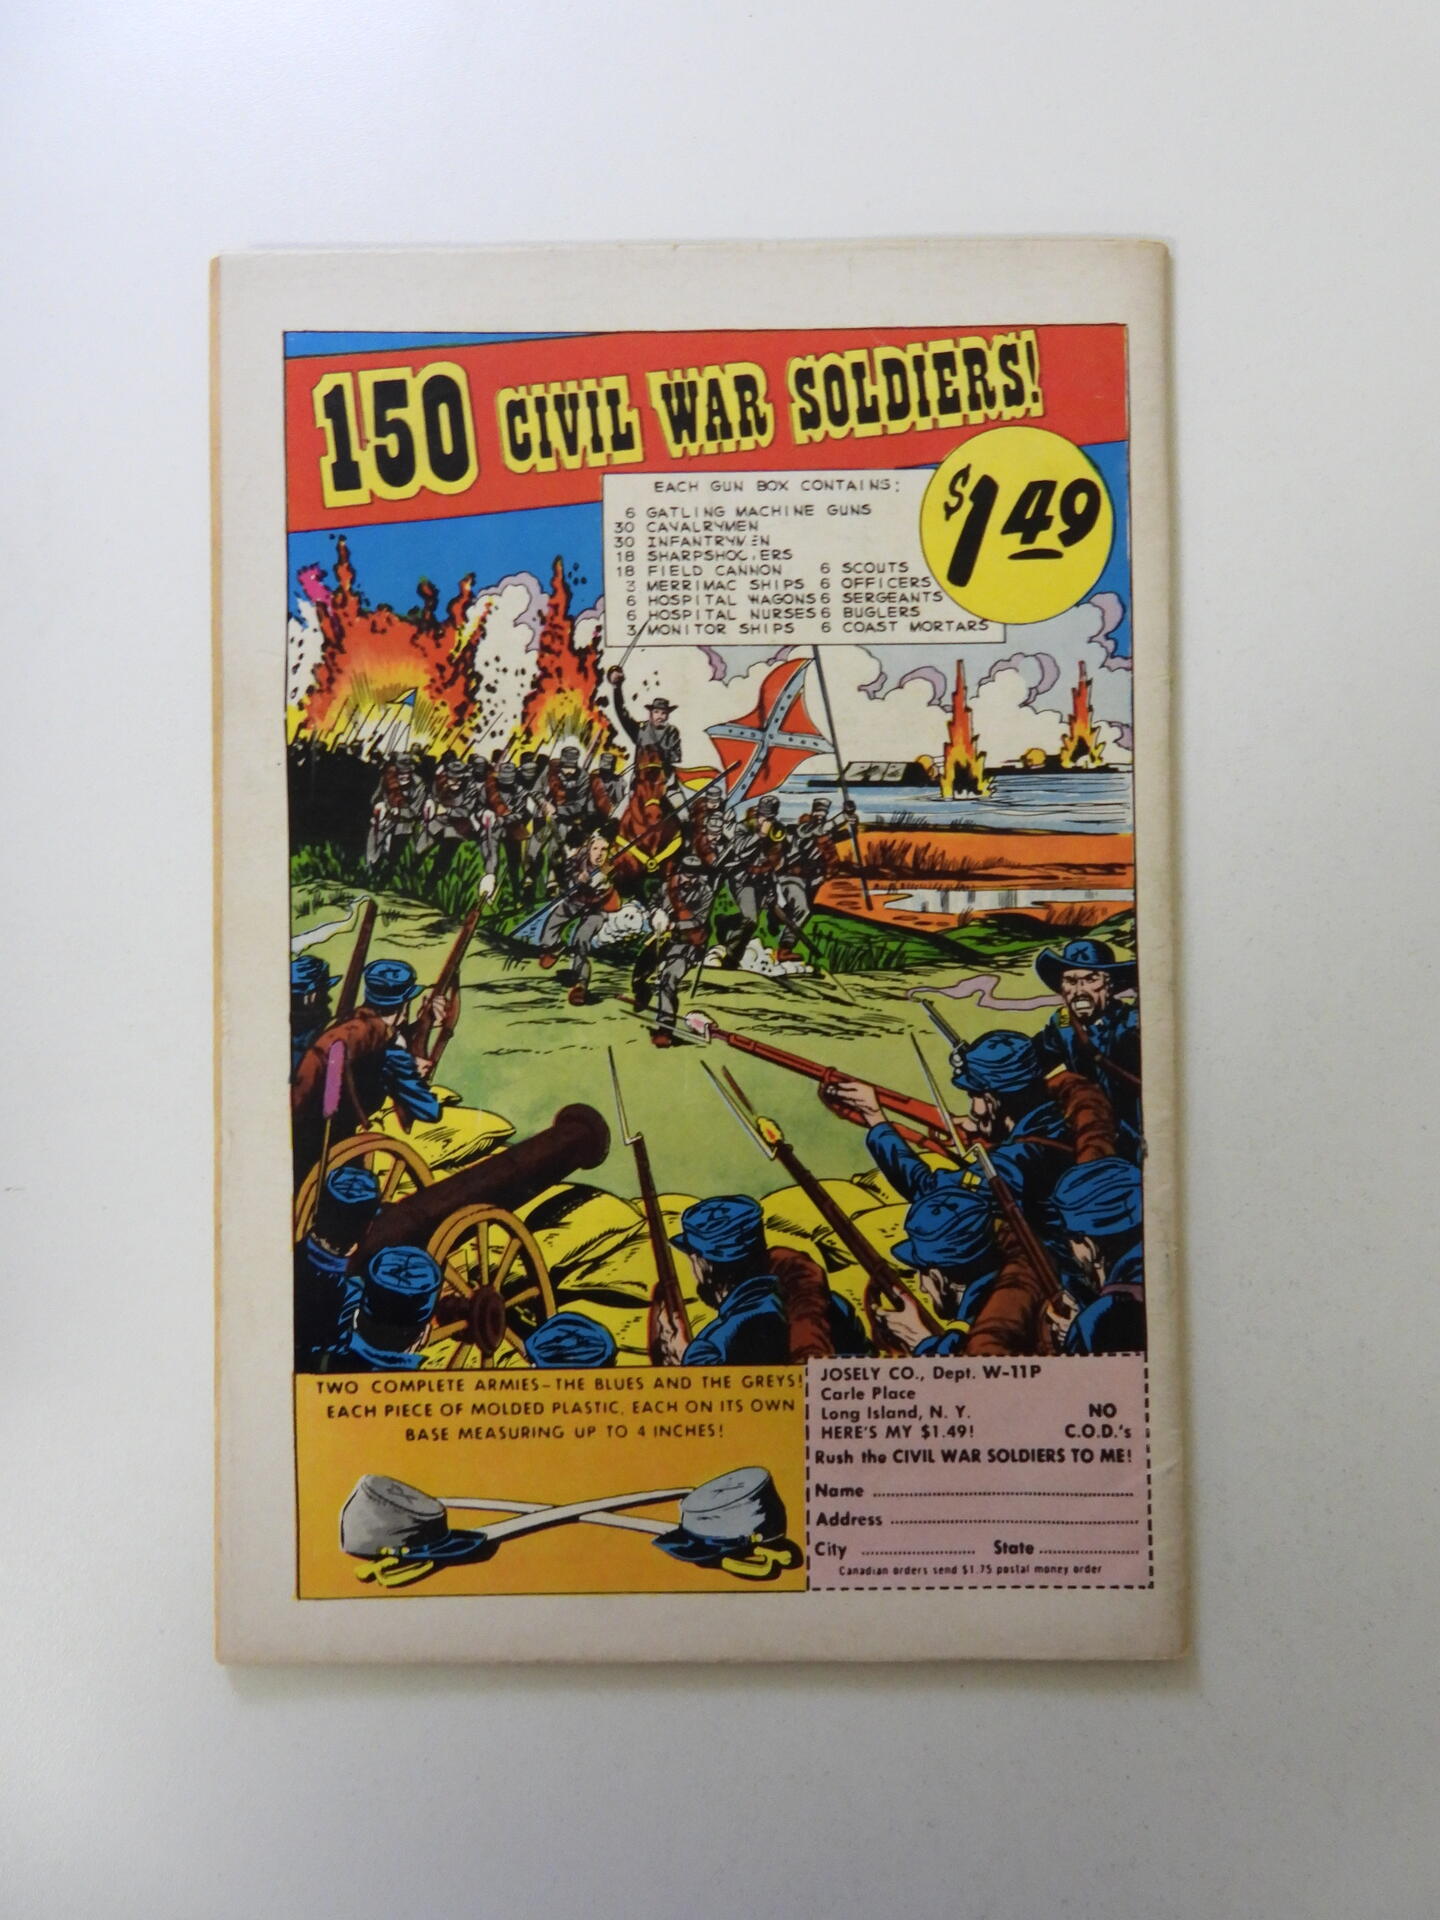 150 CIVIL WAR SOLDIERS!
$1.49
EACH GUN BOX CONTAINS:
6 GATLING MACHINE GUNS
30 CAVALRYMEN
30 INFANTRYMEN
18 SHARPSHOOTERS
18 FIELD CANNON 6 SCOUTS
3 MERRIMAC SHIPS 6 OFFICERS
6 HOSPITAL WAGONS 6 SERGEANTS
6 HOSPITAL NURSES 6 BUGLERS
3 MONITOR SHIPS 6 COAST MORTARS
TWO COMPLETE ARMIES—THE BLUES AND THE GREYS!
EACH PIECE OF MOLDED PLASTIC, EACH ON ITS OWN
BASE MEASURING UP TO 4 INCHES!
JOSELY CO., Dept. W-11P
Carle Place
Long Island, N. Y. NO
HERE'S MY $1.49! C.O.D.'s
Rush the CIVIL WAR SOLDIERS TO ME!
Name
Address
City State
Canadian orders send $1.75 postal money order